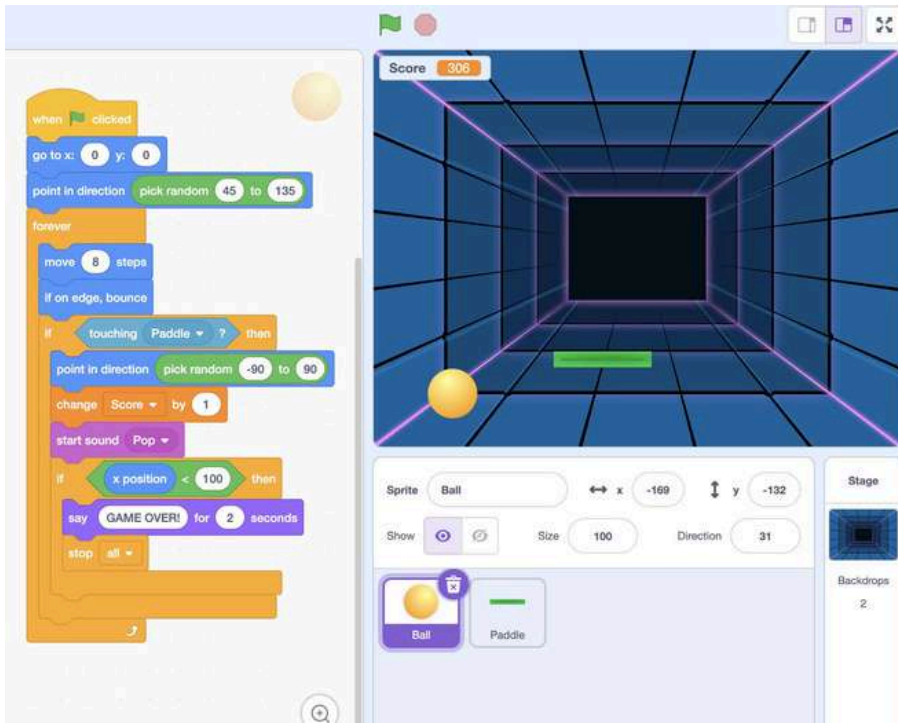 when clicked
go to x: 0 y: 0
point in direction pick random 45 to 135
forever
move 8 steps
if on edge, bounce
if touching Paddle ? then
point in direction pick random -90 to 90
change Score by 1
start sound Pop
if x position < 100 then
say GAME OVER! for 2 seconds
stop all
Score 306
Sprite Ball x -169 y -132
Show Size 100 Direction 31
Ball
Paddle
Stage
Backdrops
2